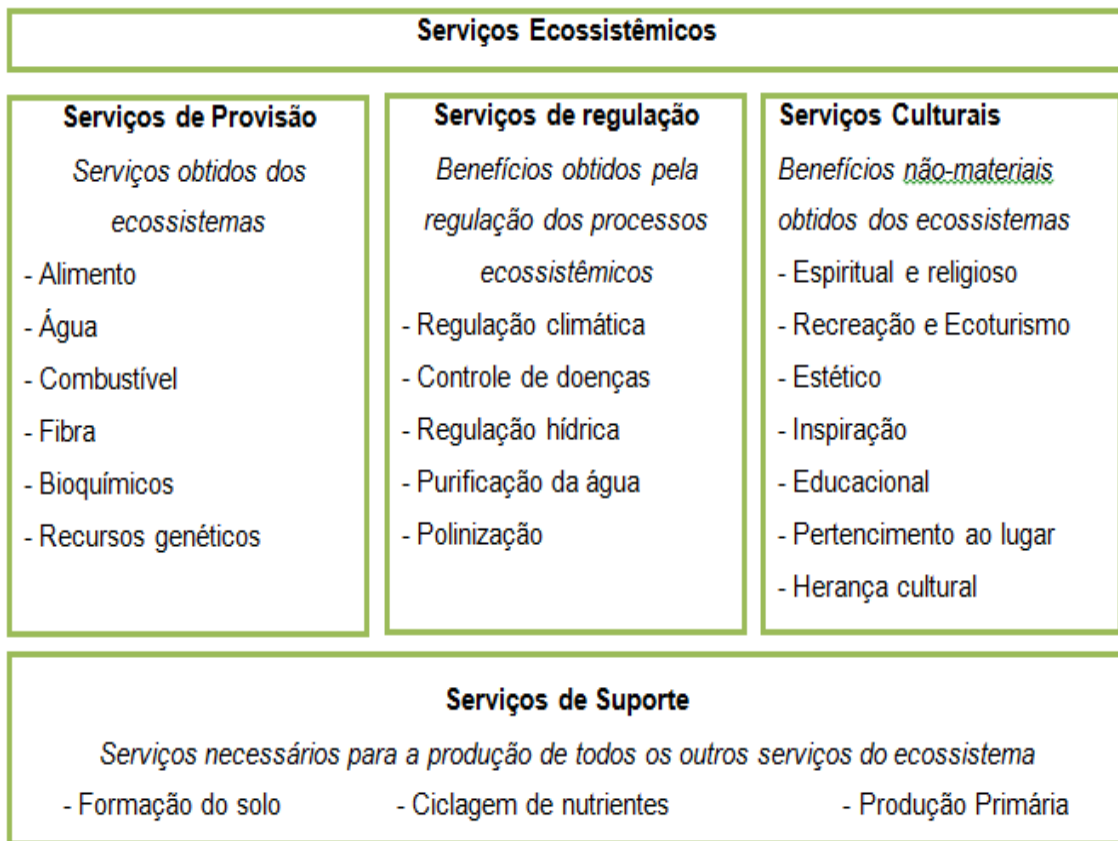 Serviços Ecossistêmicos
Serviços de Provisão
Serviços obtidos dos
ecossistemas
- Alimento
- Água
- Combustível
- Fibra
- Bioquímicos
- Recursos genéticos
Serviços de regulação
Benefícios obtidos pela
regulação dos processos
ecossistêmicos
- Regulação climática
- Controle de doenças
- Regulação hídrica
- Purificação da água
- Polinização
Serviços Culturais
Benefícios não-materiais
obtidos dos ecossistemas
- Espiritual e religioso
- Recreação e Ecoturismo
- Estético
- Inspiração
- Educacional
- Pertencimento ao lugar
- Herança cultural
Serviços de Suporte
Serviços necessários para a produção de todos os outros serviços do ecossistema
- Formação do solo - Ciclagem de nutrientes - Produção Primária